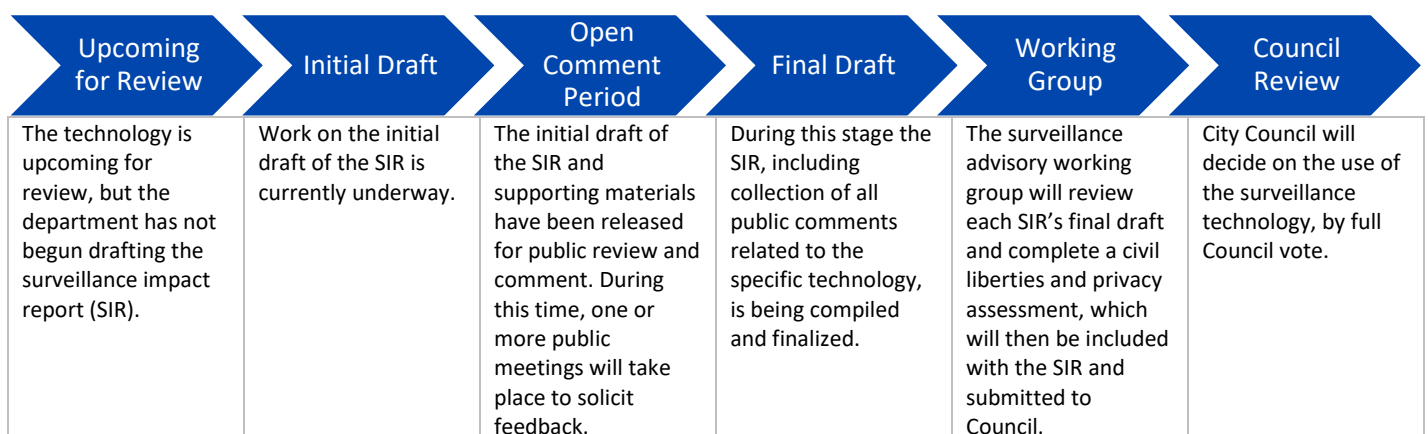 Upcoming
for Review
Initial Draft
Open
Comment
Period
Final Draft
Working
Group
Council
Review
The technology is
upcoming for
review, but the
department has not
begun drafting the
surveillance impact
report (SIR).
Work on the initial
draft of the SIR is
currently underway.
The initial draft of
the SIR and
supporting materials
have been released
for public review and
comment. During
this time, one or
more public
meetings will take
place to solicit
feedback.
During this stage the
SIR, including
collection of all
public comments
related to the
specific technology,
is being compiled
and finalized.
The surveillance
advisory working
group will review
each SIR’s final draft
and complete a civil
liberties and privacy
assessment, which
will then be included
with the SIR and
submitted to
Council.
City Council will
decide on the use of
the surveillance
technology, by full
Council vote.